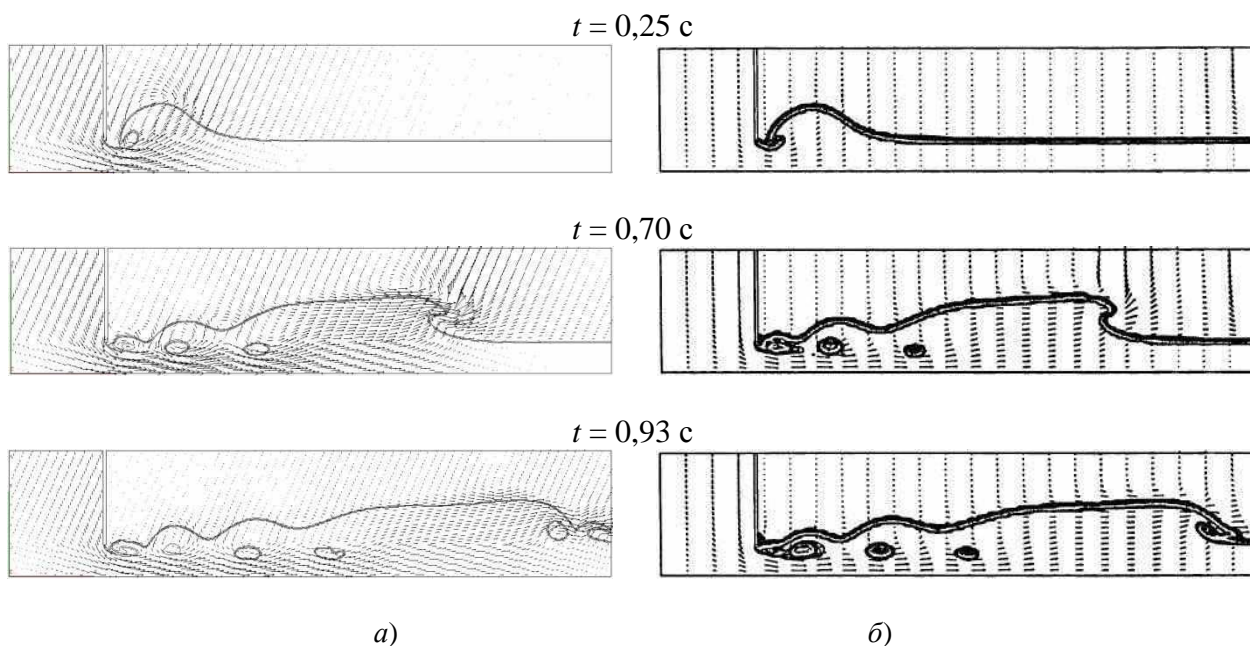 t = 0,25 с
t = 0,70 с
t = 0,93 с
а) б)